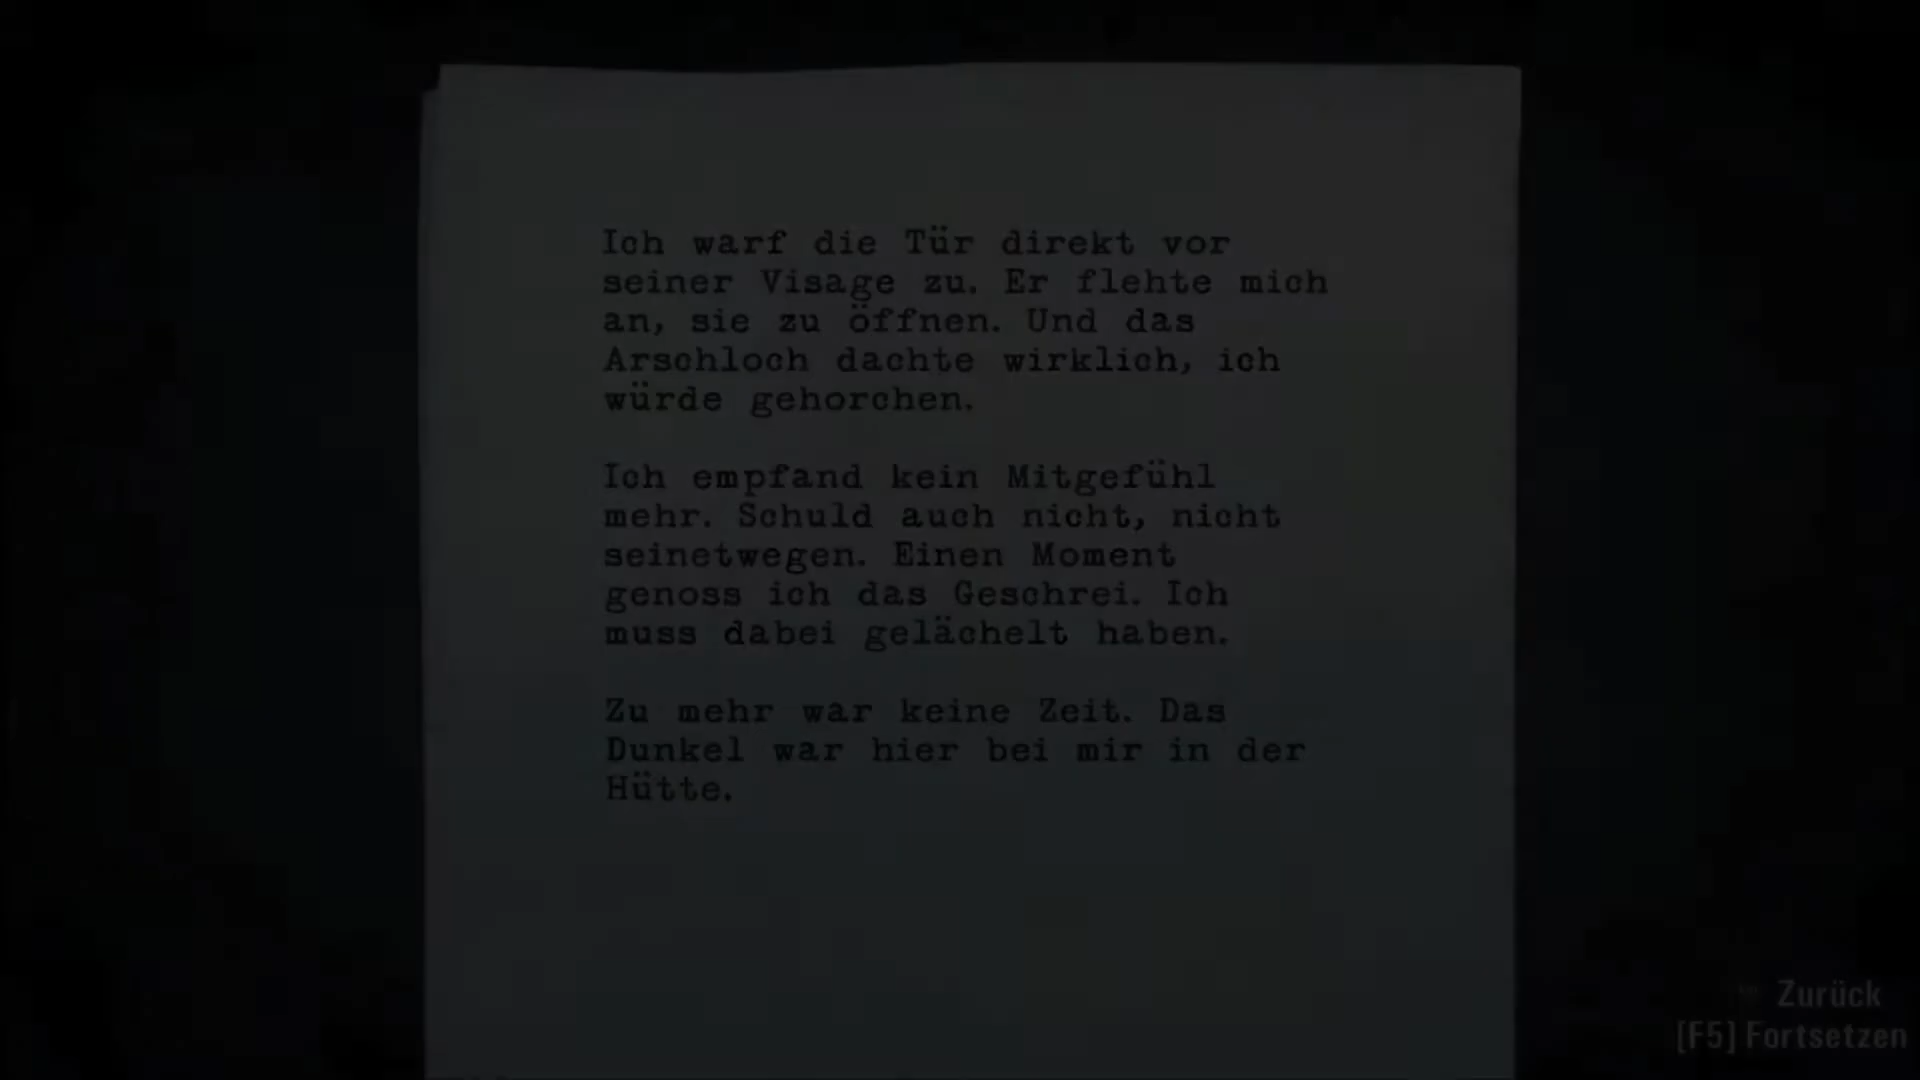 Ich warf die Tür direkt vor
seiner Visage zu. Er flehte mich
an, sie zu öffnen. Und das
Arschloch dachte wirklich, ich
würde gehorchen.
Ich empfand kein Mitgefühl
mehr. Schuld auch nicht, nicht
seinetwegen. Einen Moment
genoss ich das Geschrei. Ich
muss dabei gelächelt haben.
Zu mehr war keine Zeit. Das
Dunkel war hier bei mir in der
Hütte.
Zurück
[F5] Fortsetzen